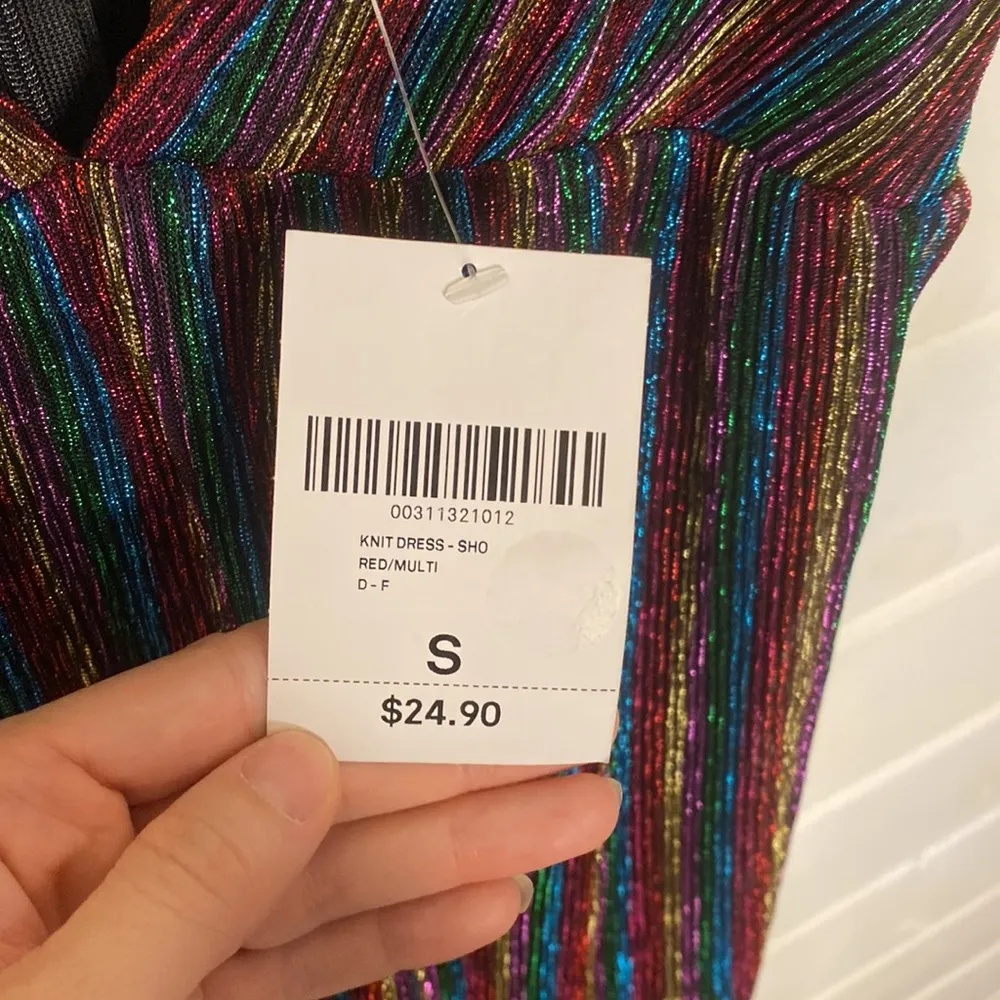 00311321012
KNIT DRESS - SHO
RED/MULTI
D - F
S
$24.90